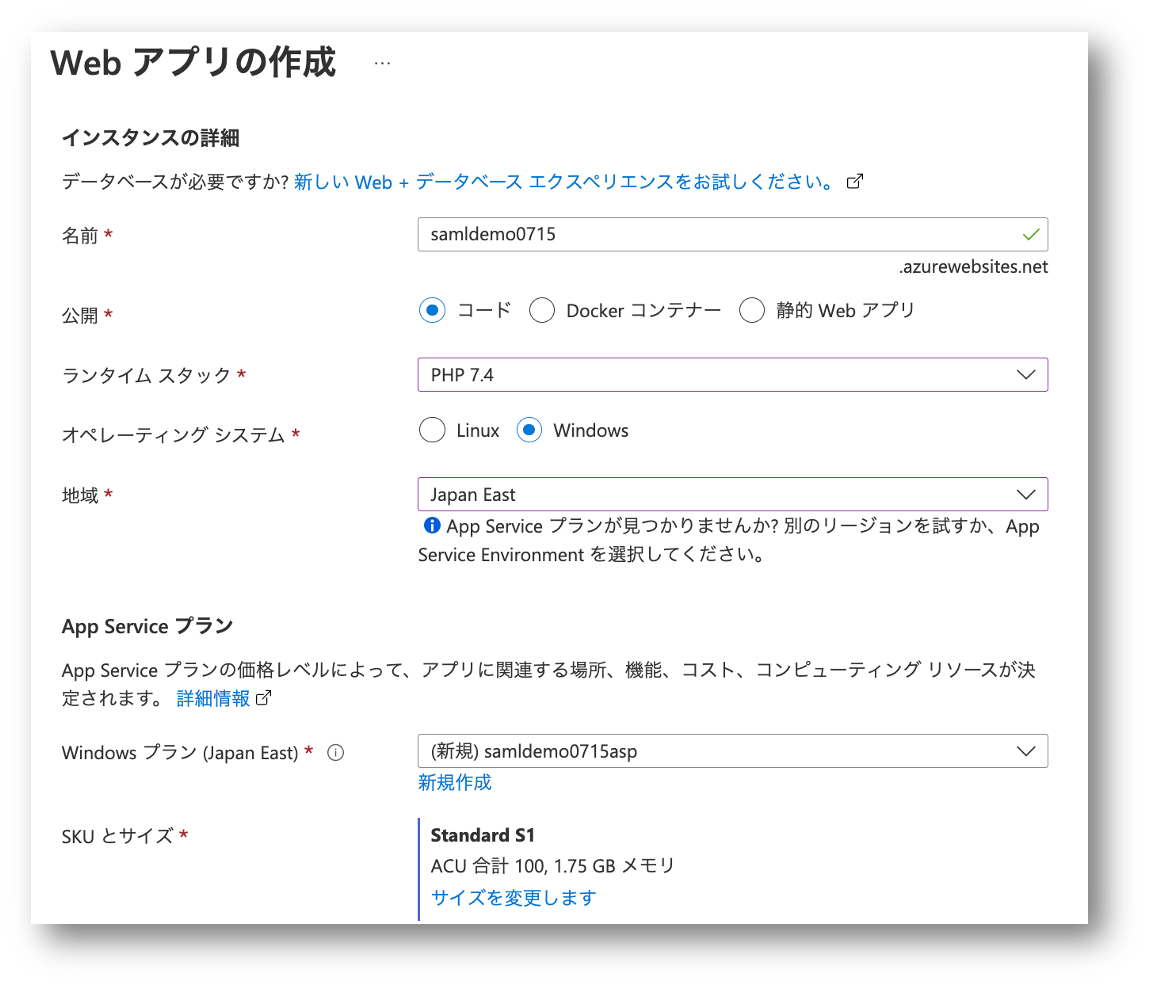 Web アプリの作成 …
インスタンスの詳細
データベースが必要ですか? 新しい Web + データベース エクスペリエンスをお試しください。
名前 * samldemo0715
.azurewebsites.net
公開 * コード Docker コンテナー 静的 Web アプリ
ランタイム スタック * PHP 7.4
オペレーティング システム * Linux Windows
地域 * Japan East
App Service プランが見つかりませんか? 別のリージョンを試すか、App
Service Environment を選択してください。
App Service プラン
App Service プランの価格レベルによって、アプリに関連する場所、機能、コスト、コンピューティング リソースが決
定されます。 詳細情報
Windows プラン (Japan East) * (新規) samldemo0715asp
新規作成
SKU とサイズ * Standard S1
ACU 合計 100, 1.75 GB メモリ
サイズを変更します